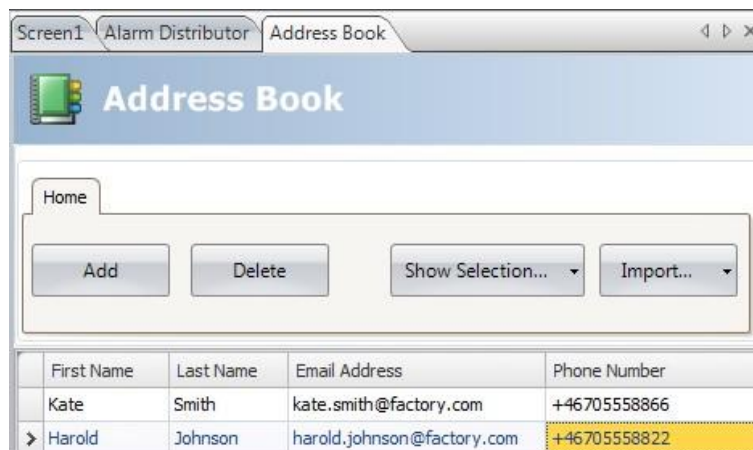 Screen1 Alarm Distributor Address Book
Address Book
Home
Add Delete Show Selection... Import...
First Name Last Name Email Address Phone Number
Kate Smith kate.smith@factory.com +46705558866
Harold Johnson harold.johnson@factory.com +46705558822